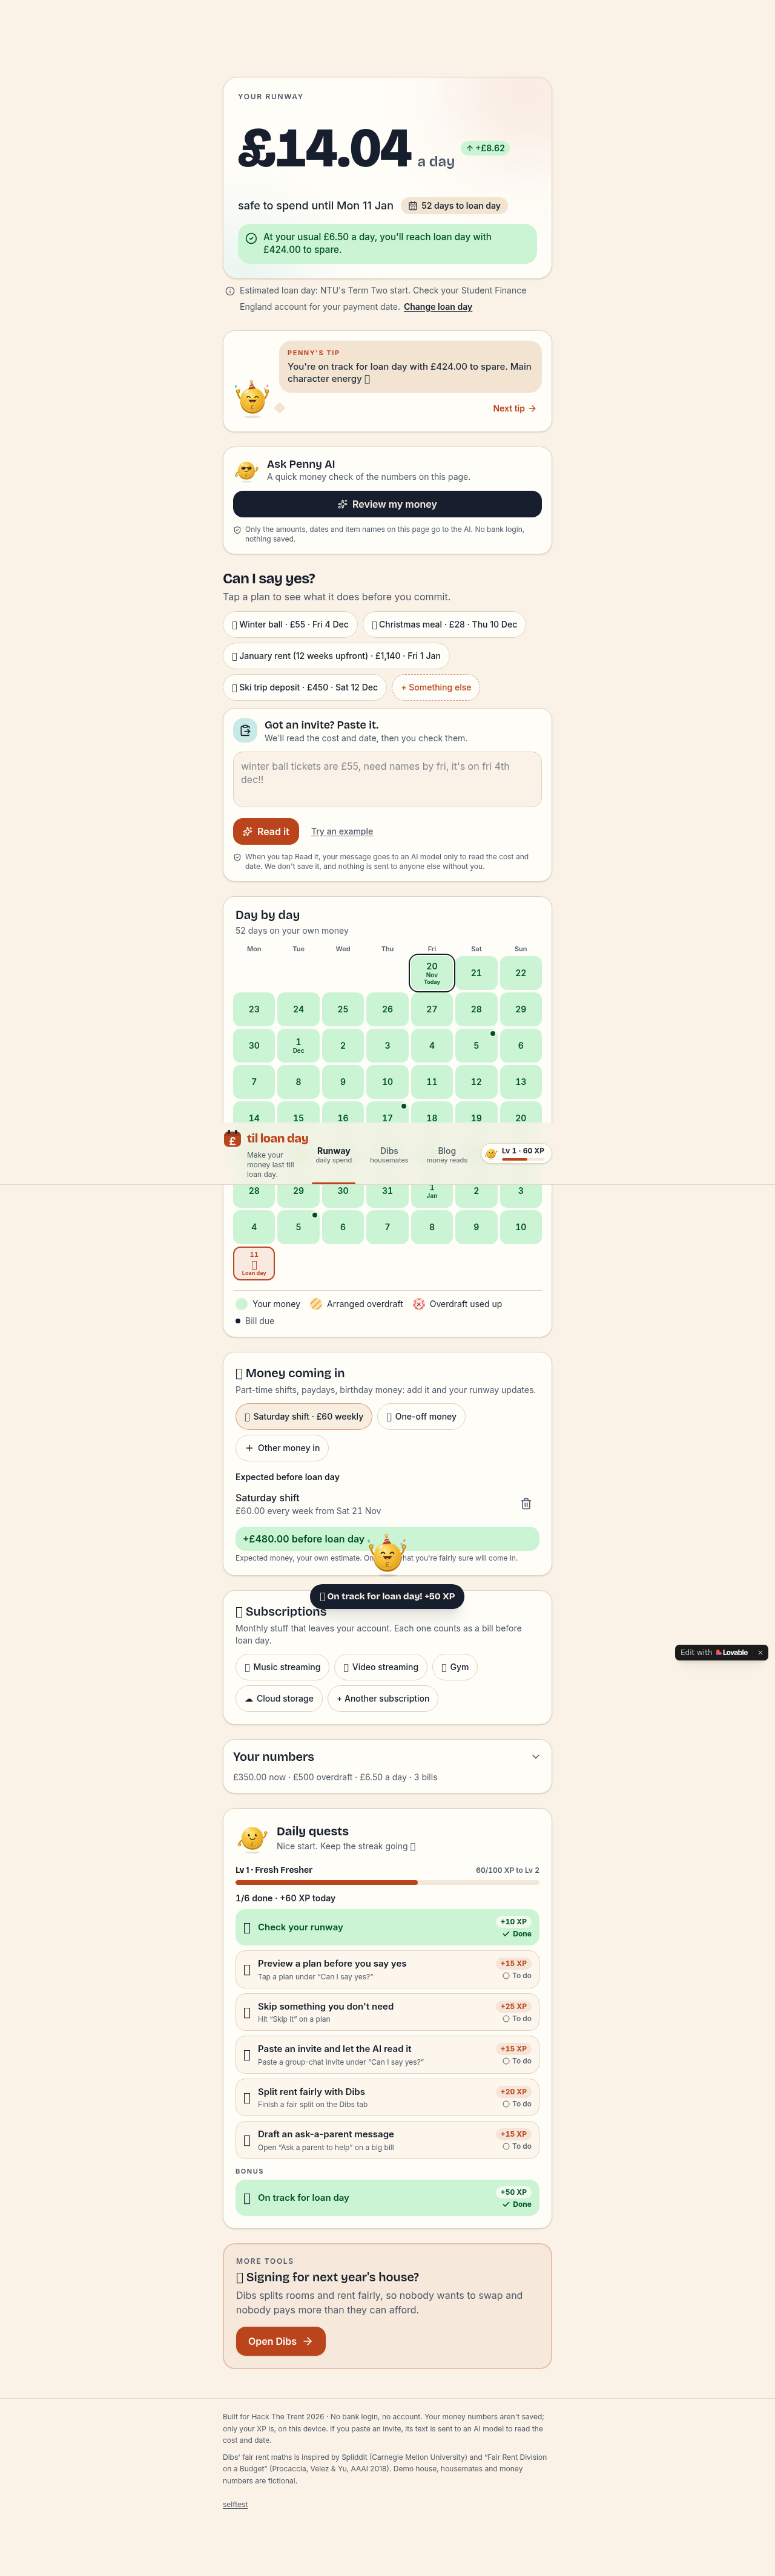 YOUR RUNWAY
£14.04 a day
+£8.62
safe to spend until Mon 11 Jan
52 days to loan day
At your usual £6.50 a day, you'll reach loan day with
£424.00 to spare.
Estimated loan day: NTU's Term Two start. Check your Student Finance
England account for your payment date. Change loan day
PENNY'S TIP
You're on track for loan day with £424.00 to spare. Main
character energy
Next tip →
Ask Penny AI
A quick money check of the numbers on this page.
Review my money
Only the amounts, dates and item names on this page go to the AI. No bank login,
nothing saved.
Can I say yes?
Tap a plan to see what it does before you commit.
Winter ball · £55 · Fri 4 Dec
Christmas meal · £28 · Thu 10 Dec
January rent (12 weeks upfront) · £1,140 · Fri 1 Jan
Ski trip deposit · £450 · Sat 12 Dec
+ Something else
Got an invite? Paste it.
We'll read the cost and date, then you check them.
winter ball tickets are £55, need names by fri, it's on fri 4th
dec!!
Read it
Try an example
When you tap Read it, your message goes to an AI model only to read the cost and
date. We don't save it, and nothing is sent to anyone else without you.
Day by day
52 days on your own money
Mon Tue Wed Thu Fri Sat Sun
20 Nov Today 21 22
23 24 25 26 27 28 29
30 1 Dec 2 3 4 5 6
7 8 9 10 11 12 13
14 15 16 17 18 19 20
£
til loan day
Make your
money last till
loan day.
Runway
daily spend
Dibs
housemates
Blog
money reads
Lv 1 · 60 XP
28 29 30 31 1 Jan 2 3
4 5 6 7 8 9 10
11
Loan day
Your money
Arranged overdraft
Overdraft used up
Bill due
Money coming in
Part-time shifts, paydays, birthday money: add it and your runway updates.
Saturday shift · £60 weekly
One-off money
+ Other money in
Expected before loan day
Saturday shift
£60.00 every week from Sat 21 Nov
+£480.00 before loan day
Expected money, your own estimate. On hat you're fairly sure will come in.
On track for loan day! +50 XP
Subscriptions
Monthly stuff that leaves your account. Each one counts as a bill before
loan day.
Edit with Lovable ×
Music streaming
Video streaming
Gym
Cloud storage
+ Another subscription
Your numbers
£350.00 now · £500 overdraft · £6.50 a day · 3 bills
Daily quests
Nice start. Keep the streak going
Lv 1 · Fresh Fresher
60/100 XP to Lv 2
1/6 done · +60 XP today
Check your runway
+10 XP
Done
Preview a plan before you say yes
Tap a plan under “Can I say yes?”
+15 XP
To do
Skip something you don't need
Hit “Skip it” on a plan
+25 XP
To do
Paste an invite and let the AI read it
Paste a group-chat invite under “Can I say yes?”
+15 XP
To do
Split rent fairly with Dibs
Finish a fair split on the Dibs tab
+20 XP
To do
Draft an ask-a-parent message
Open “Ask a parent to help” on a big bill
+15 XP
To do
BONUS
On track for loan day
+50 XP
Done
MORE TOOLS
Signing for next year's house?
Dibs splits rooms and rent fairly, so nobody wants to swap and
nobody pays more than they can afford.
Open Dibs →
Built for Hack The Trent 2026 · No bank login, no account. Your money numbers aren't saved;
only your XP is, on this device. If you paste an invite, its text is sent to an AI model to read the
cost and date.
Dibs' fair rent maths is inspired by Spliddit (Carnegie Mellon University) and “Fair Rent Division
on a Budget” (Procaccia, Velez & Yu, AAAI 2018). Demo house, housemates and money
numbers are fictional.
selftest